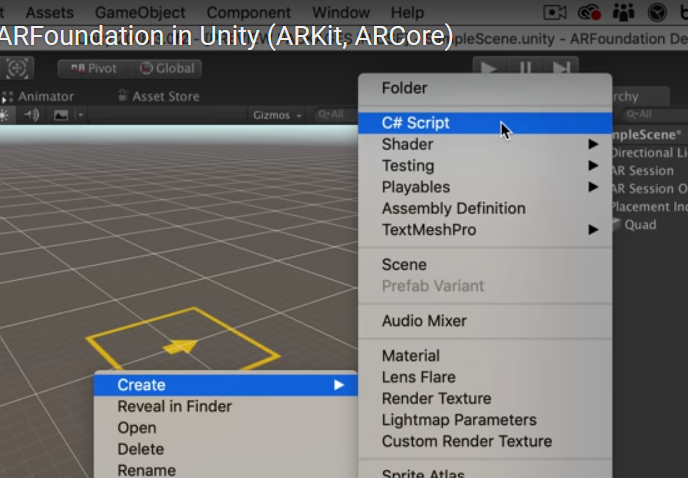 Assets GameObject Component Window Help
ARFoundation in Unity (ARKit, ARCore)
pleScene.unity - ARFoundation De
Pivot Global
Animator Asset Store
rchy
Gizmos All
All
Folder
C# Script
Shader
Testing
Playables
Assembly Definition
TextMeshPro
Scene
Prefab Variant
Audio Mixer
Material
Lens Flare
Render Texture
Lightmap Parameters
Custom Render Texture
Sprite Atlas
mpleScene*
Directional Li
AR Session
AR Session O
Placement Ind
Quad
Create
Reveal in Finder
Open
Delete
Rename